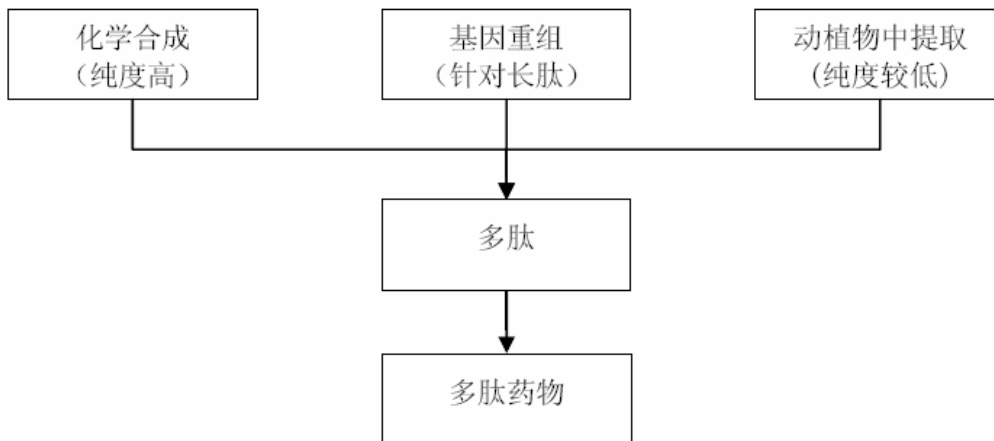 化学合成
（纯度高）
基因重组
（针对长肽）
动植物中提取
(纯度较低)
多肽
多肽药物